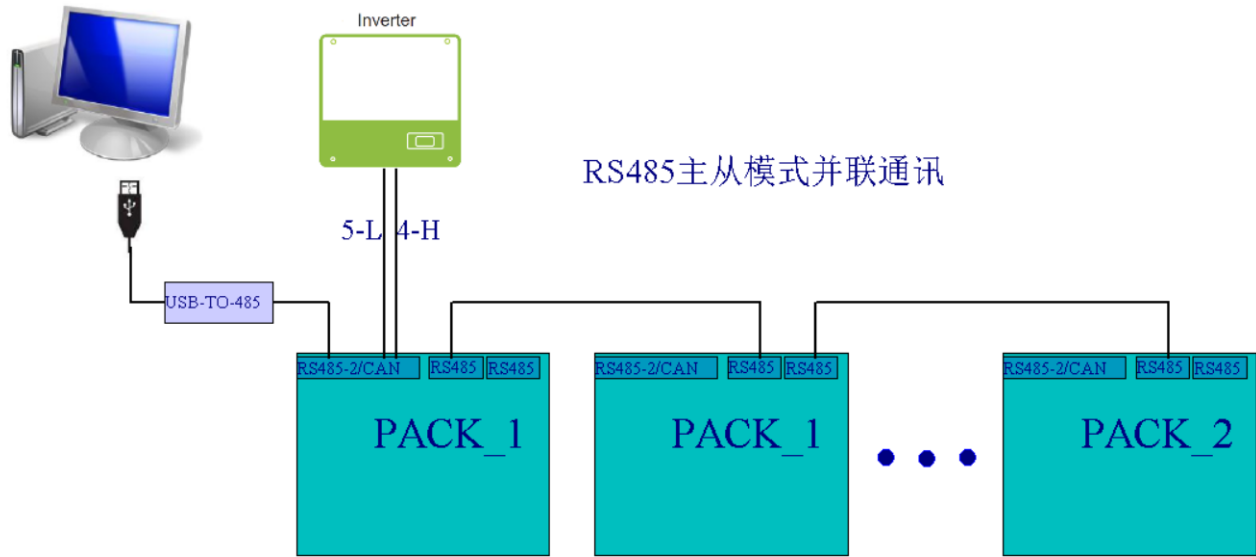 Inverter
RS485主从模式并联通讯
5-L 4-H
USB-TO-485
RS485-2/CAN RS485 RS485
RS485-2/CAN RS485 RS485
RS485-2/CAN RS485 RS485
PACK_1
PACK_1
PACK_2